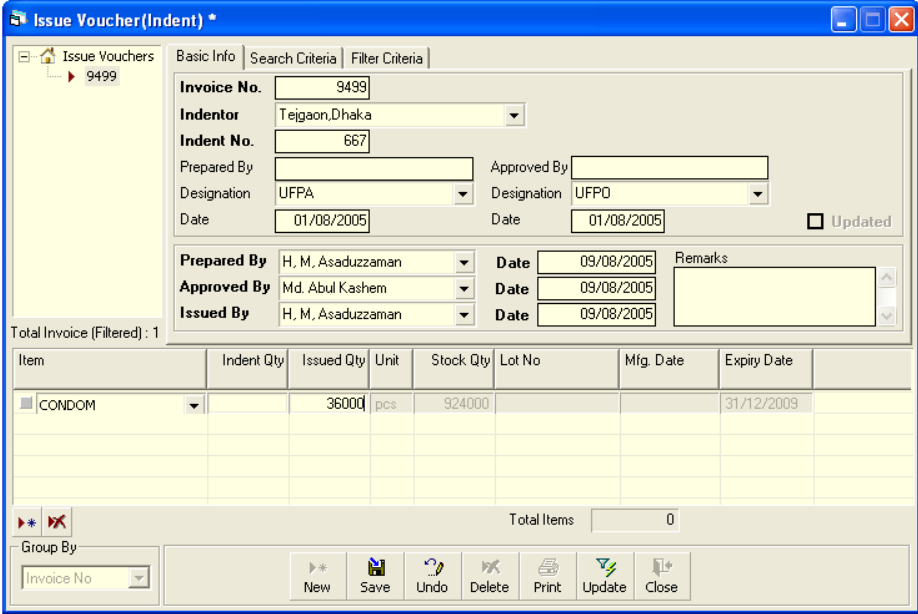 Issue Voucher(Indent) *
Issue Vouchers
9499
Total Invoice (Filtered) : 1
Basic Info Search Criteria Filter Criteria
Invoice No. 9499
Indentor Tejgaon,Dhaka
Indent No. 667
Prepared By Approved By
Designation UFPA Designation UFPO
Date 01/08/2005 Date 01/08/2005 Updated
Prepared By H, M, Asaduzzaman Date 09/08/2005 Remarks
Approved By Md. Abul Kashem Date 09/08/2005
Issued By H, M, Asaduzzaman Date 09/08/2005
Item Indent Qty Issued Qty Unit Stock Qty Lot No Mfg. Date Expiry Date
CONDOM 36000 pcs 924000 31/12/2009
Total Items 0
Group By
Invoice No
New Save Undo Delete Print Update Close